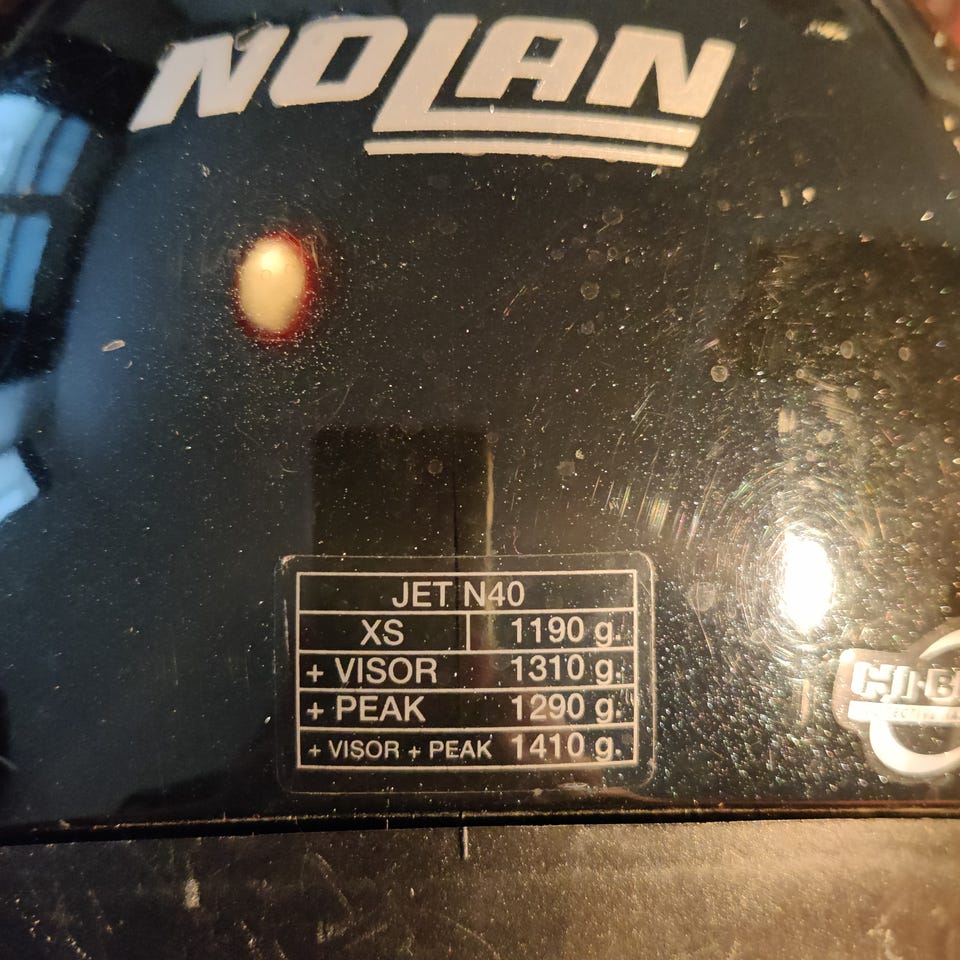 NOLAN
JET N40
XS 1190 g.
+ VISOR 1310 g.
+ PEAK 1290 g.
+ VISOR + PEAK 1410 g.